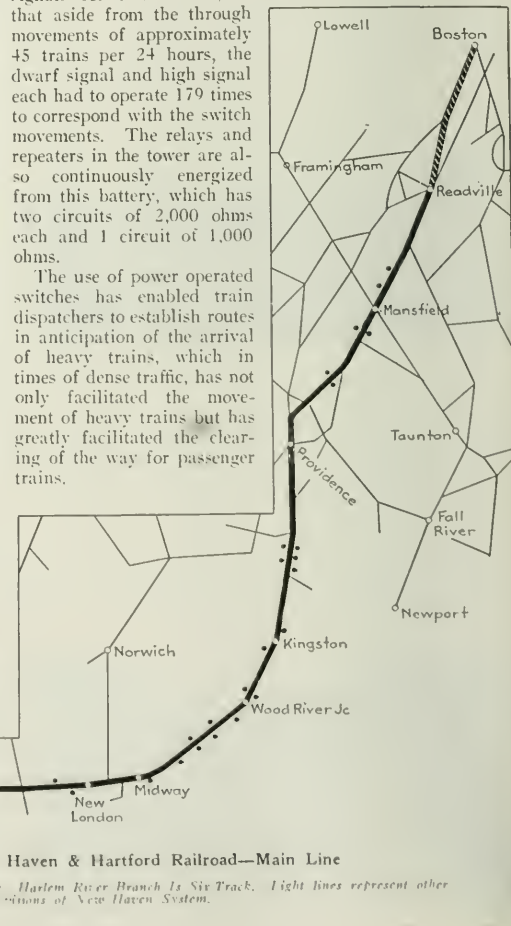 that aside from the through
movements of approximately
45 trains per 24 hours, the
dwarf signal and high signal
each had to operate 179 times
to correspond with the switch
movements. The relays and
repeaters in the tower are al-
so continuously energized
from this battery, which has
two circuits of 2,000 ohms
each and 1 circuit of 1,000
ohms.
The use of power operated
switches has enabled train
dispatchers to establish routes
in anticipation of the arrival
of heavy trains, which in
times of dense traffic, has not
only facilitated the move-
ment of heavy trains but has
greatly facilitated the clear-
ing of the way for passenger
trains.
Lowell
Boston
Framingham
Readville
Mansfield
Taunton
Providence
Fall
River
Newport
Kingston
Norwich
Wood River Jc
Midway
New
London
Haven & Hartford Railroad—Main Line
Harlem River Branch Is Six Track. Light lines represent other
of New Haven System.